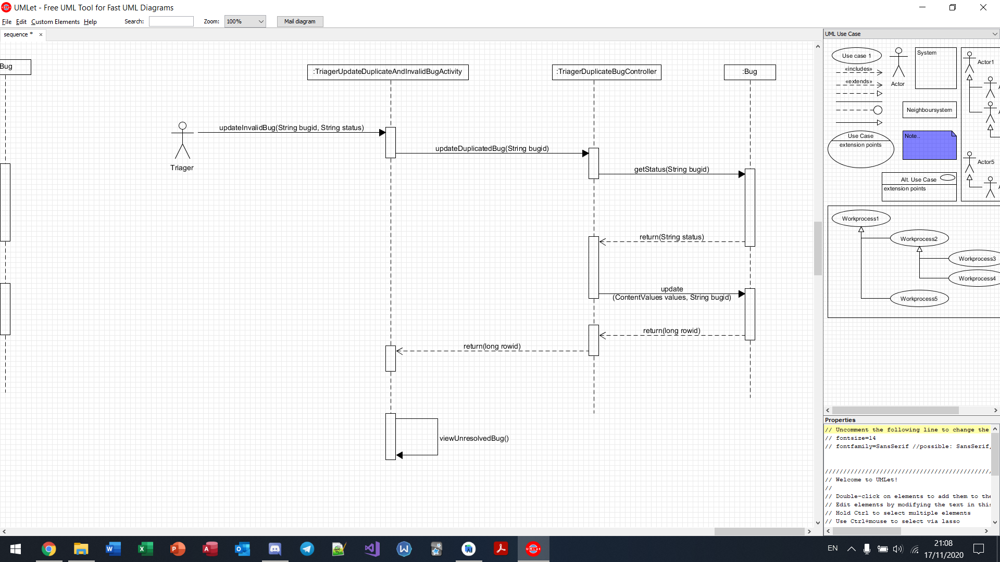 UMLet - Free UML Tool for Fast UML Diagrams
File Edit Custom Elements Help Search: Zoom: 100% Mail diagram
sequence *
Bug
:TriagerUpdateDuplicateAndInvalidBugActivity
:TriagerDuplicateBugController
:Bug
updateInvalidBug(String bugid, String status)
Triager
updateDuplicatedBug(String bugid)
getStatus(String bugid)
return(String status)
update
(ContentValues values, String bugid)
return(long rowid)
return(long rowid)
viewUnresolvedBug()
UML Use Case
Use case 1
«includes»
«extends»
Actor
System
Actor1
Neighboursystem
Use Case
extension points
Note..
Actor5
Alt. Use Case
extension points
Workprocess1
Workprocess2
Workprocess3
Workprocess4
Workprocess5
Properties
// Uncomment the following line to change the
// fontsize=14
// fontfamily=SansSerif //possible: SansSerif,
//////////////////////////////////////////////
// Welcome to UMLet!
//
// Double-click on elements to add them to the
// Edit elements by modifying the text in this
// Hold Ctrl to select multiple elements
// Use Ctrl+mouse to select via lasso
EN
21:08
17/11/2020